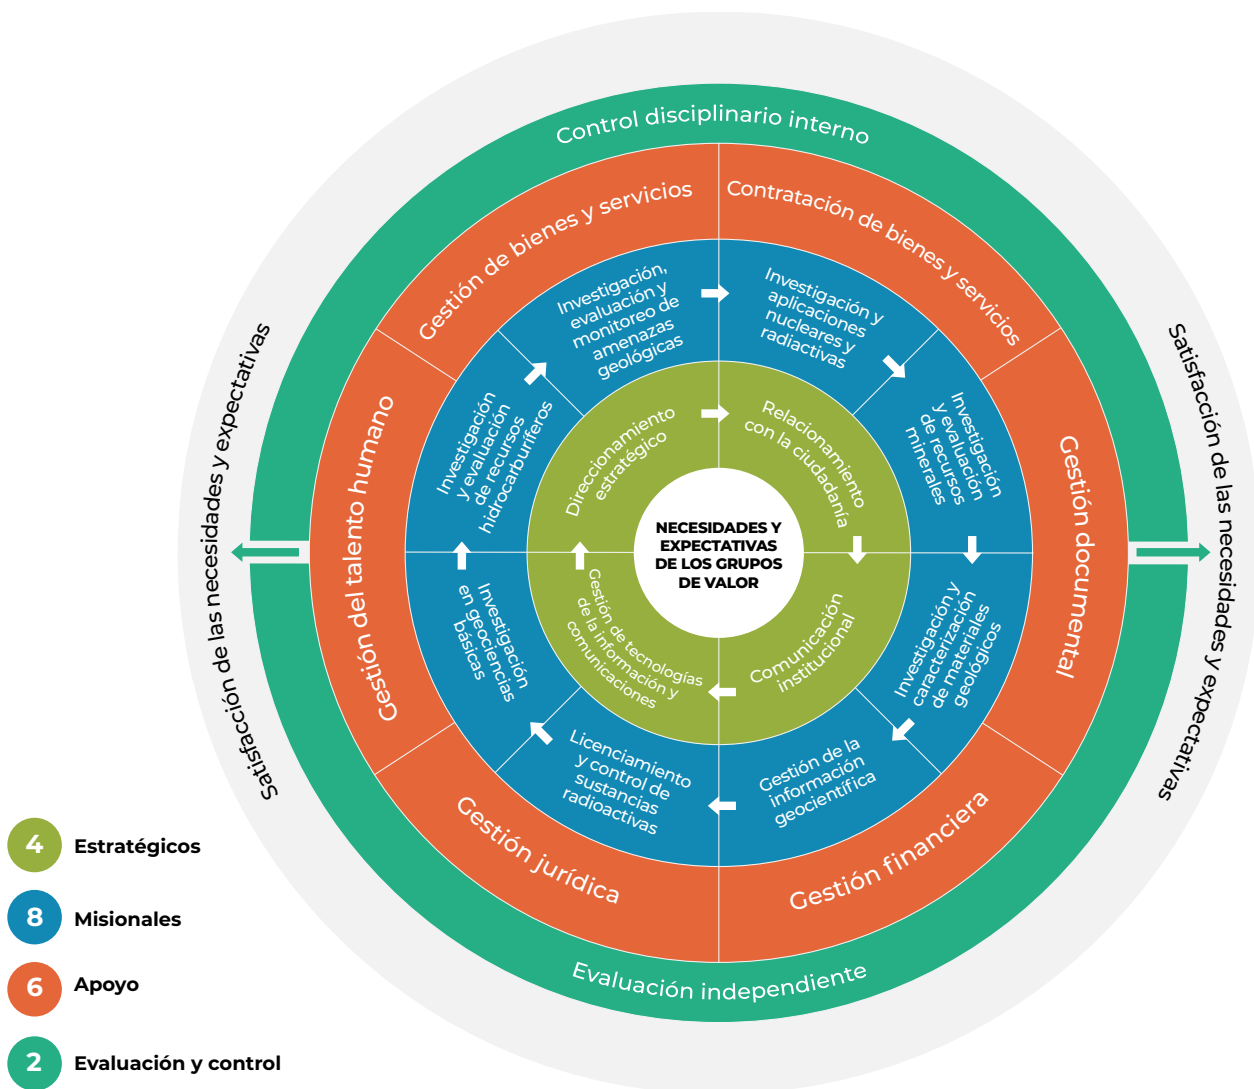 Control disciplinario interno
Gestión de bienes y servicios
Contratación de bienes y servicios
Investigación,
evaluación y
monitoreo de
amenazas
geológicas
Investigación y
aplicaciones
nucleares y
radiactivas
Satisfacción de las necesidades y expectativas
Satisfacción de las necesidades y expectativas
Gestión del talento humano
Investigación
y evaluación
de recursos
hidrocarburíferos
Direccionamiento
estratégico
Relacionamiento
con la ciudadanía
Investigación
y evaluación
de recursos
minerales
Gestión documental
NECESIDADES Y
EXPECTATIVAS
DE LOS GRUPOS
DE VALOR
Investigación
en geociencias
básicas
Gestión de tecnologías
de la información y
comunicaciones
Comunicación
institucional
Investigación y
caracterización
de materiales
geológicos
Licenciamiento
y control de
sustancias
radioactivas
Gestión de la
información
geocientífica
Gestión jurídica
Gestión financiera
Evaluación independiente
4 Estratégicos
8 Misionales
6 Apoyo
2 Evaluación y control